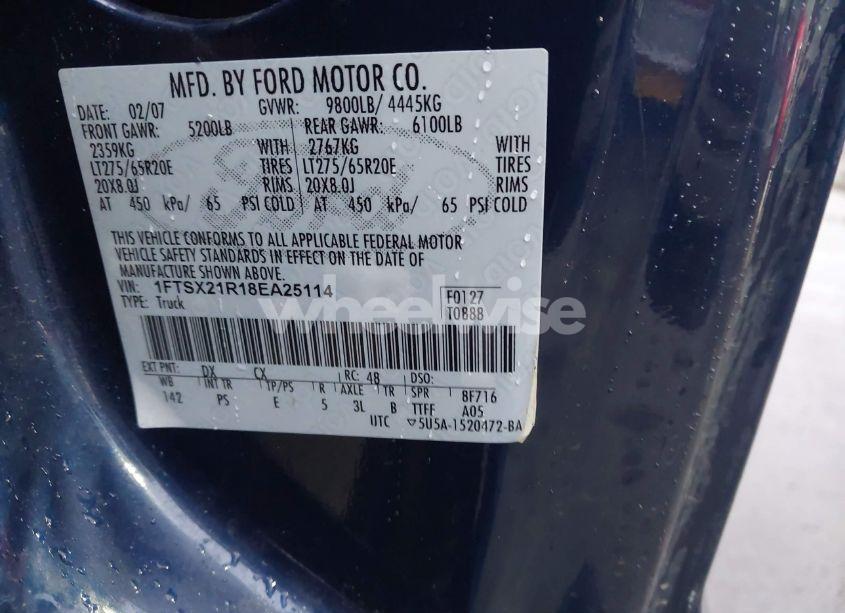 MFD. BY FORD MOTOR CO.
DATE: 02/07 GVWR: 9800LB/ 4445KG
FRONT GAWR: 5200LB REAR GAWR: 6100LB
2359KG WITH 2767KG WITH
LT275/65R20E TIRES LT275/65R20E TIRES
20X8.0J RIMS 20X8.0J RIMS
AT 450 kPa/ 65 PSI COLD AT 450 kPa/ 65 PSI COLD
THIS VEHICLE CONFORMS TO ALL APPLICABLE FEDERAL MOTOR
VEHICLE SAFETY STANDARDS IN EFFECT ON THE DATE OF
MANUFACTURE SHOWN ABOVE.
VIN: 1FTSX21R18EA25114 F0127
TYPE: Truck T0888
wheelwise
EXT PNT: DX CX RC: 48 DSO:
WB INT TR TP/PS R AXLE TR SPR 8F716
142 PS E 5 3L B TTFF A05
UTC ▽5U5A-1520472-BA